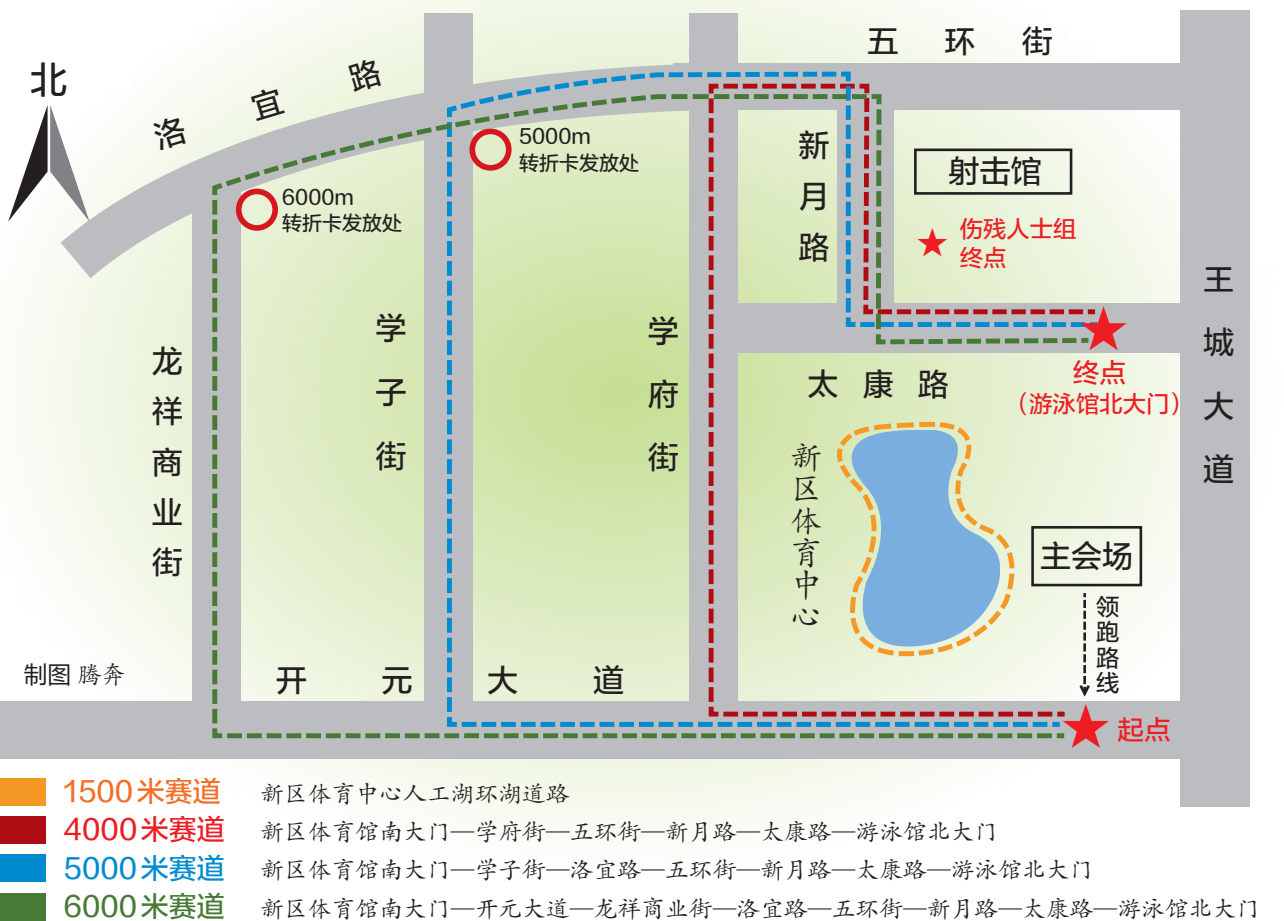 五环街
北
洛宜路
5000m
转折卡发放处
6000m
转折卡发放处
新月路
射击馆
伤残人士组
终点
王城大道
龙祥商业街
学子街
学府街
太康路
终点
（游泳馆北大门）
新区体育中心
主会场
领跑路线
制图 腾奔
开元大道
起点
1500米赛道 新区体育中心人工湖环湖道路
4000米赛道 新区体育馆南大门—学府街—五环街—新月路—太康路—游泳馆北大门
5000米赛道 新区体育馆南大门—学子街—洛宜路—五环街—新月路—太康路—游泳馆北大门
6000米赛道 新区体育馆南大门—开元大道—龙祥商业街—洛宜路—五环街—新月路—太康路—游泳馆北大门